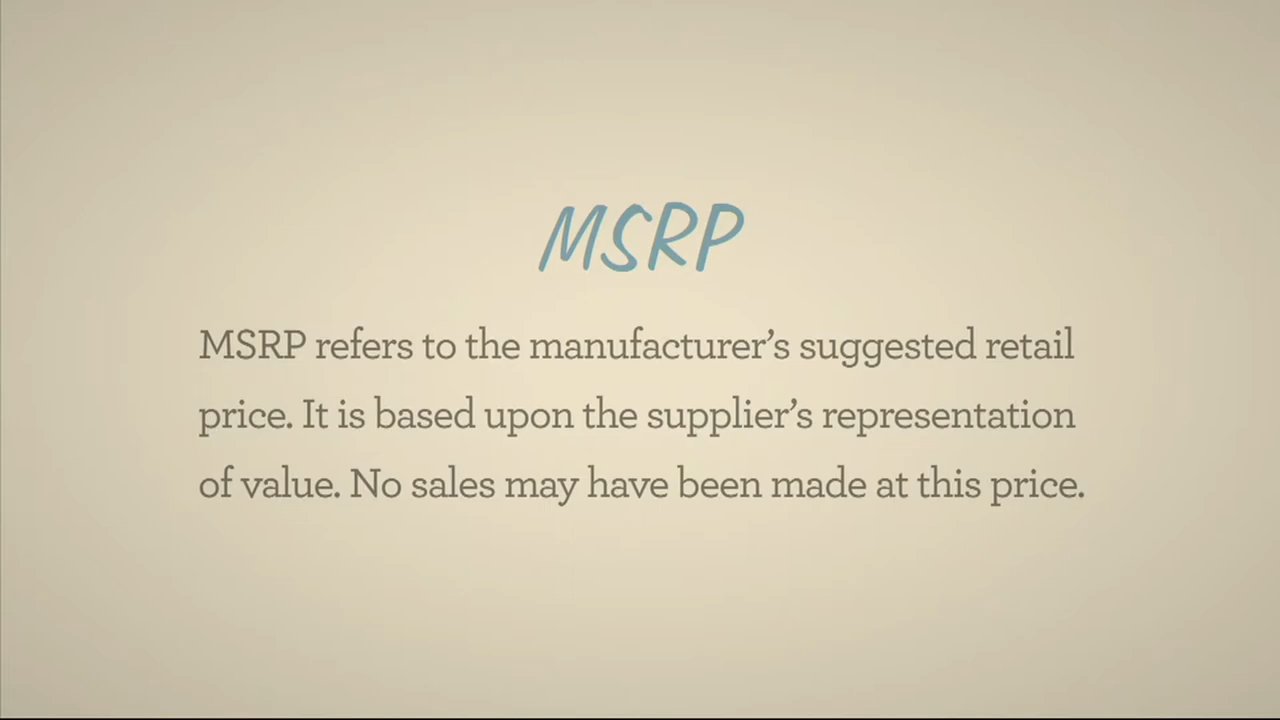 MSRP
MSRP refers to the manufacturer’s suggested retail
price. It is based upon the supplier’s representation
of value. No sales may have been made at this price.